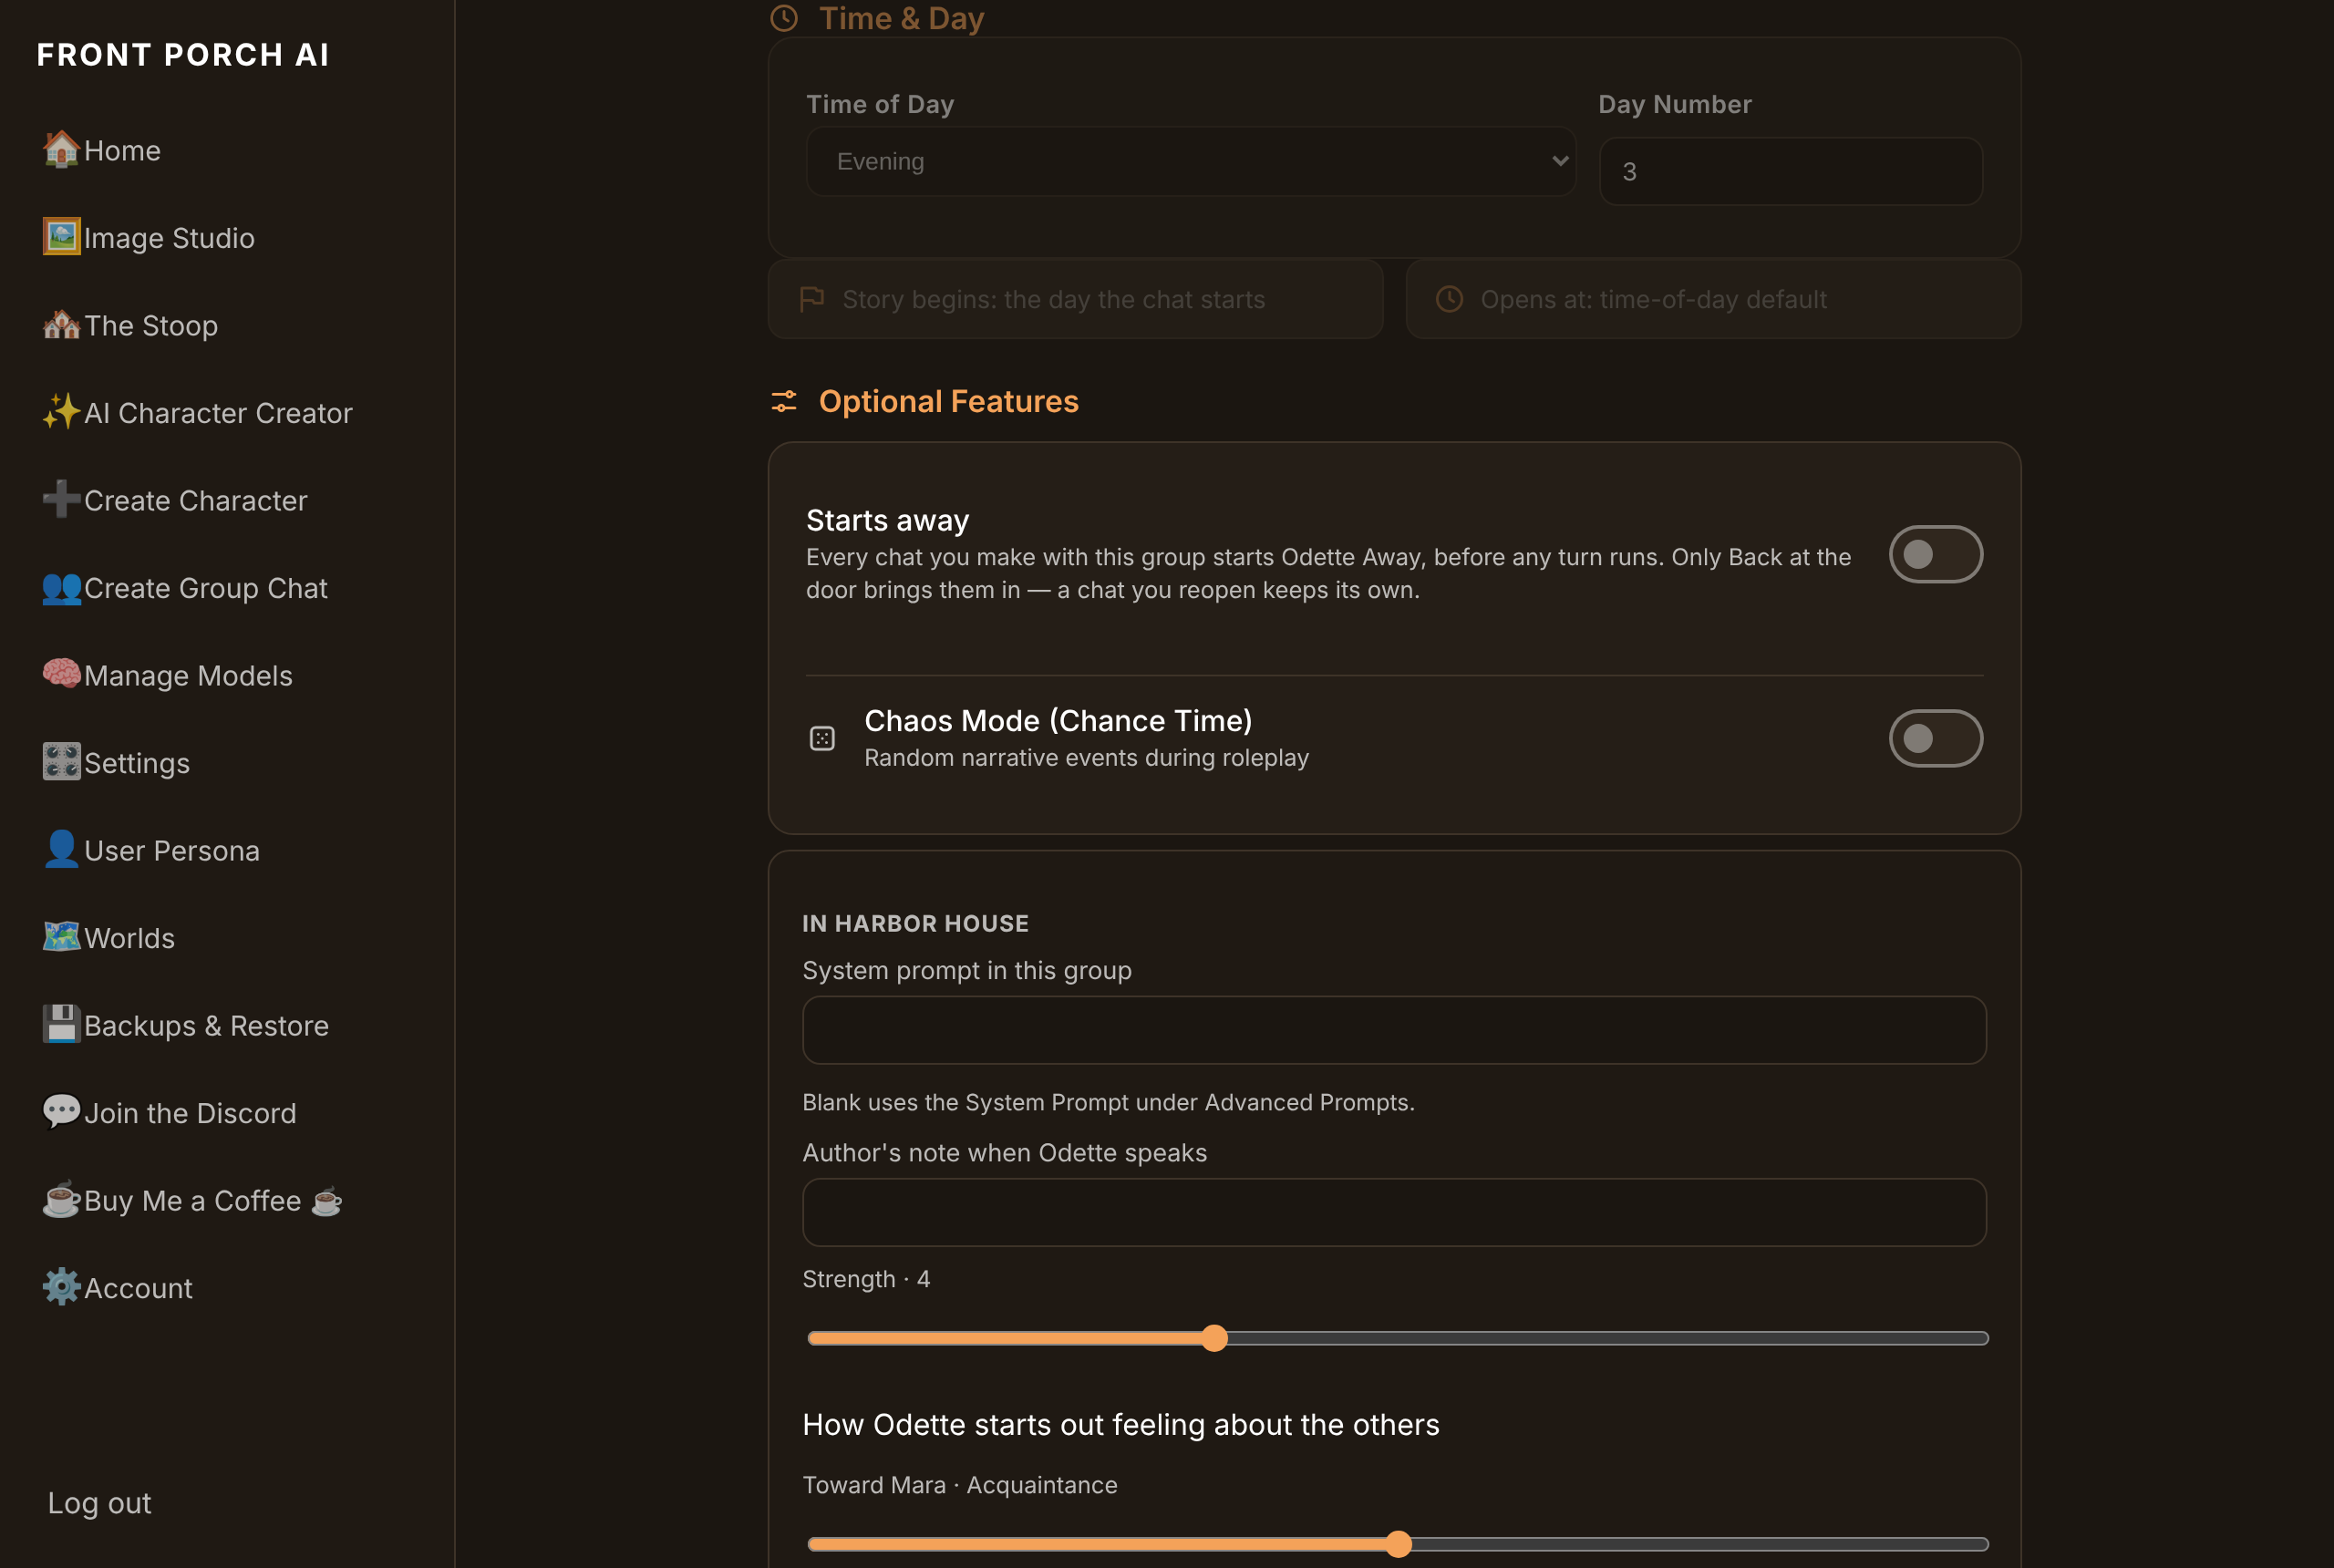 FRONT PORCH AI
Home
Image Studio
The Stoop
AI Character Creator
Create Character
Create Group Chat
Manage Models
Settings
User Persona
Worlds
Backups & Restore
Join the Discord
Buy Me a Coffee ☕
Account
Log out
Time & Day
Time of Day
Day Number
Evening
3
Story begins: the day the chat starts
Opens at: time-of-day default
Optional Features
Starts away
Every chat you make with this group starts Odette Away, before any turn runs. Only Back at the
door brings them in — a chat you reopen keeps its own.
Chaos Mode (Chance Time)
Random narrative events during roleplay
IN HARBOR HOUSE
System prompt in this group
Blank uses the System Prompt under Advanced Prompts.
Author's note when Odette speaks
Strength · 4
How Odette starts out feeling about the others
Toward Mara · Acquaintance